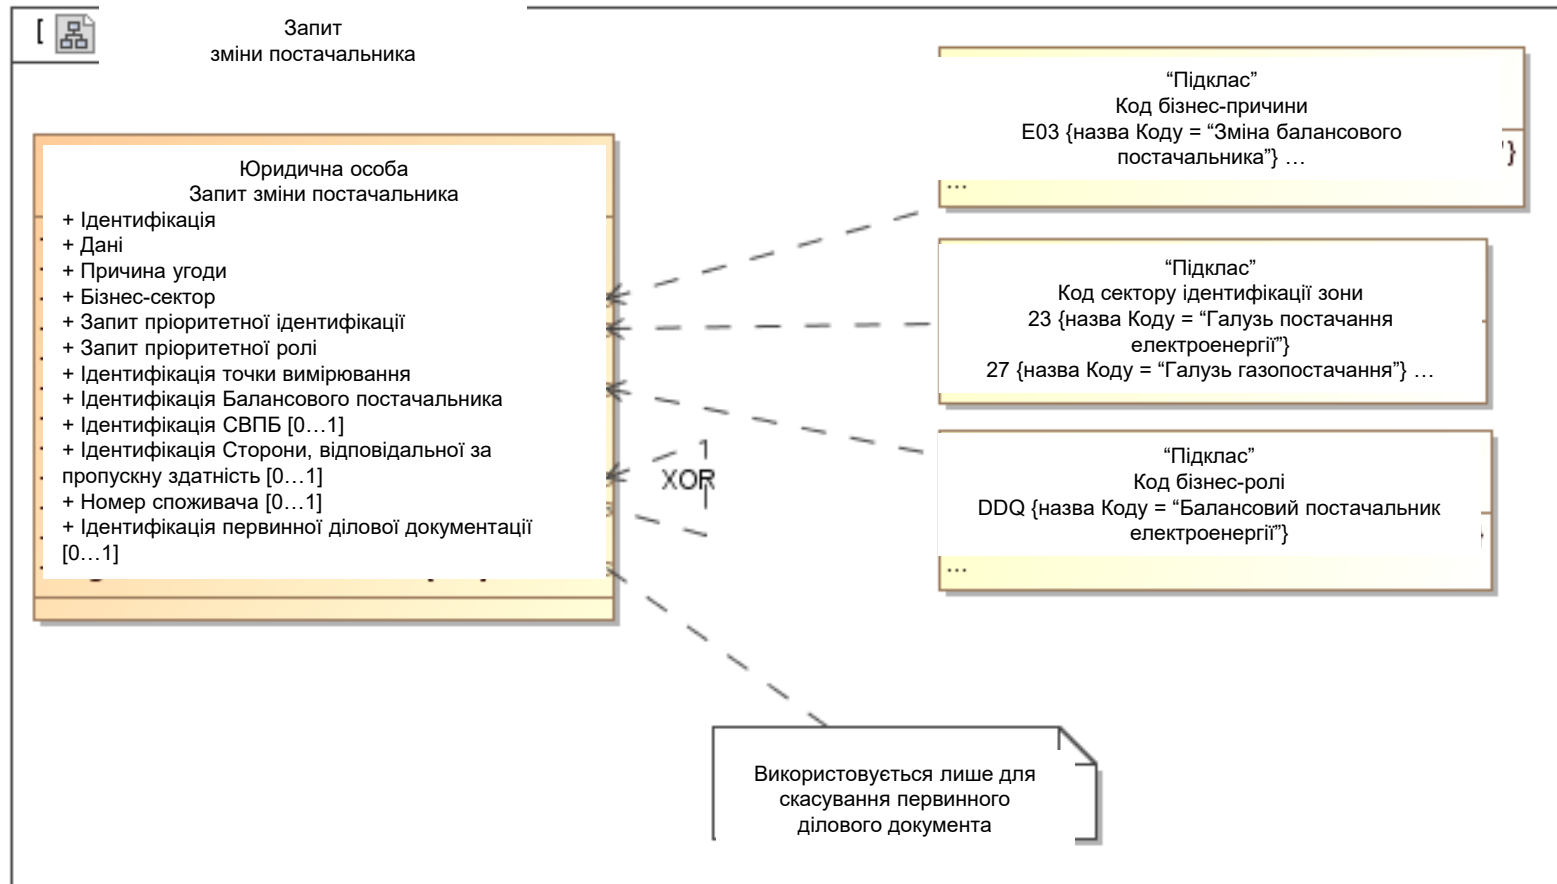 [
Запит
зміни постачальника
Юридична особа
Запит зміни постачальника
+ Ідентифікація
+ Дані
+ Причина угоди
+ Бізнес-сектор
+ Запит пріоритетної ідентифікації
+ Запит пріоритетної ролі
+ Ідентифікація точки вимірювання
+ Ідентифікація Балансового постачальника
+ Ідентифікація СВПБ [0…1]
+ Ідентифікація Сторони, відповідальної за
пропускну здатність [0…1]
+ Номер споживача [0…1]
+ Ідентифікація первинної ділової документації
[0…1]
XOR
“Підклас”
Код бізнес-причини
E03 {назва Коду = “Зміна балансового
постачальника”} …
"}
...
“Підклас”
Код сектору ідентифікації зони
23 {назва Коду = “Галузь постачання
електроенергії”}
27 {назва Коду = “Галузь газопостачання”} …
“Підклас”
Код бізнес-ролі
DDQ {назва Коду = “Балансовий постачальник
електроенергії”}
...
Використовується лише для
скасування первинного
ділового документа